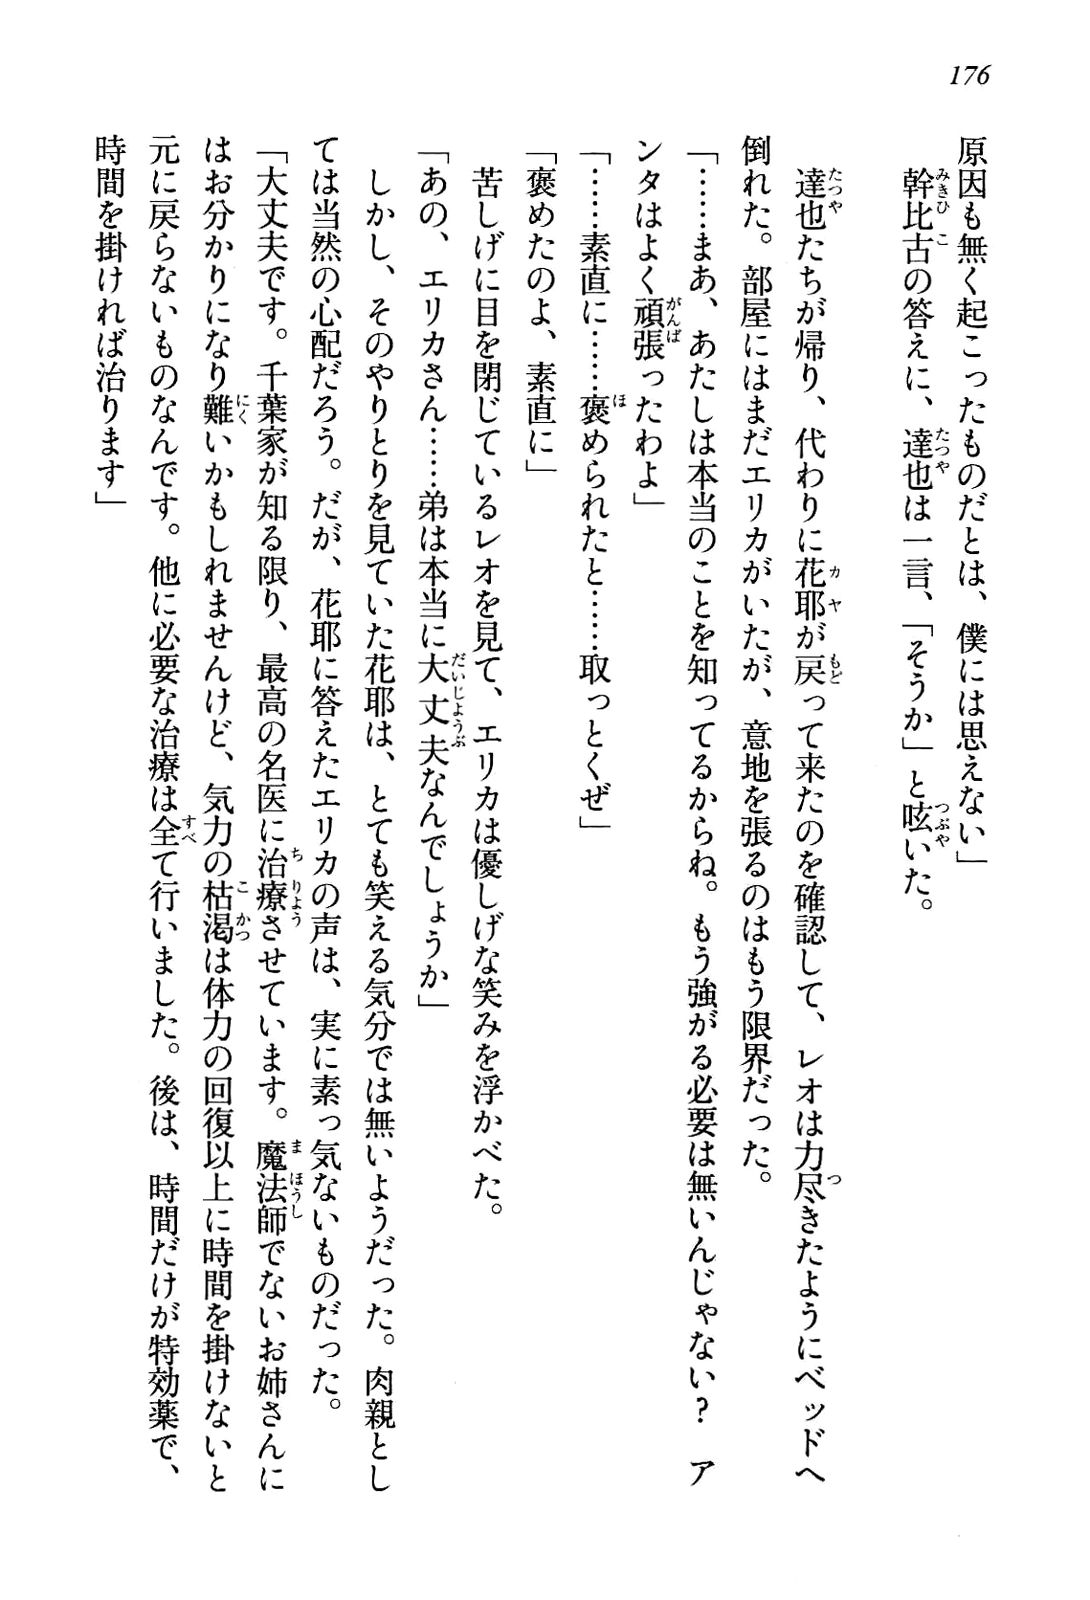 176
原因も無く起こったものだとは、僕には思えない」
幹比古の答えに、達也は一言、「そうか」と呟いた。
達也たちが帰り、代わりに花耶が戻って来たのを確認して、レオは力尽きたようにベッドへ
倒れた。部屋にはまだエリカがいたが、意地を張るのはもう限界だった。
「……まあ、あたしは本当のことを知ってるからね。もう強がる必要は無いんじゃない？　ア
ンタはよく頑張ったわよ」
「……素直に……褒められたと……取っとくぜ」
「褒めたのよ、素直に」
苦しげに目を閉じているレオを見て、エリカは優しげな笑みを浮かべた。
「あの、エリカさん……弟は本当に大丈夫なんでしょうか」
しかし、そのやりとりを見ていた花耶は、とても笑える気分では無いようだった。肉親とし
ては当然の心配だろう。だが、花耶に答えたエリカの声は、実に素っ気ないものだった。
「大丈夫です。千葉家が知る限り、最高の名医に治療させています。魔法師でないお姉さんに
はお分かりになり難いかもしれませんけど、気力の枯渇は体力の回復以上に時間を掛けないと
元に戻らないものなんです。他に必要な治療は全て行いました。後は、時間だけが特効薬で、
時間を掛ければ治ります」